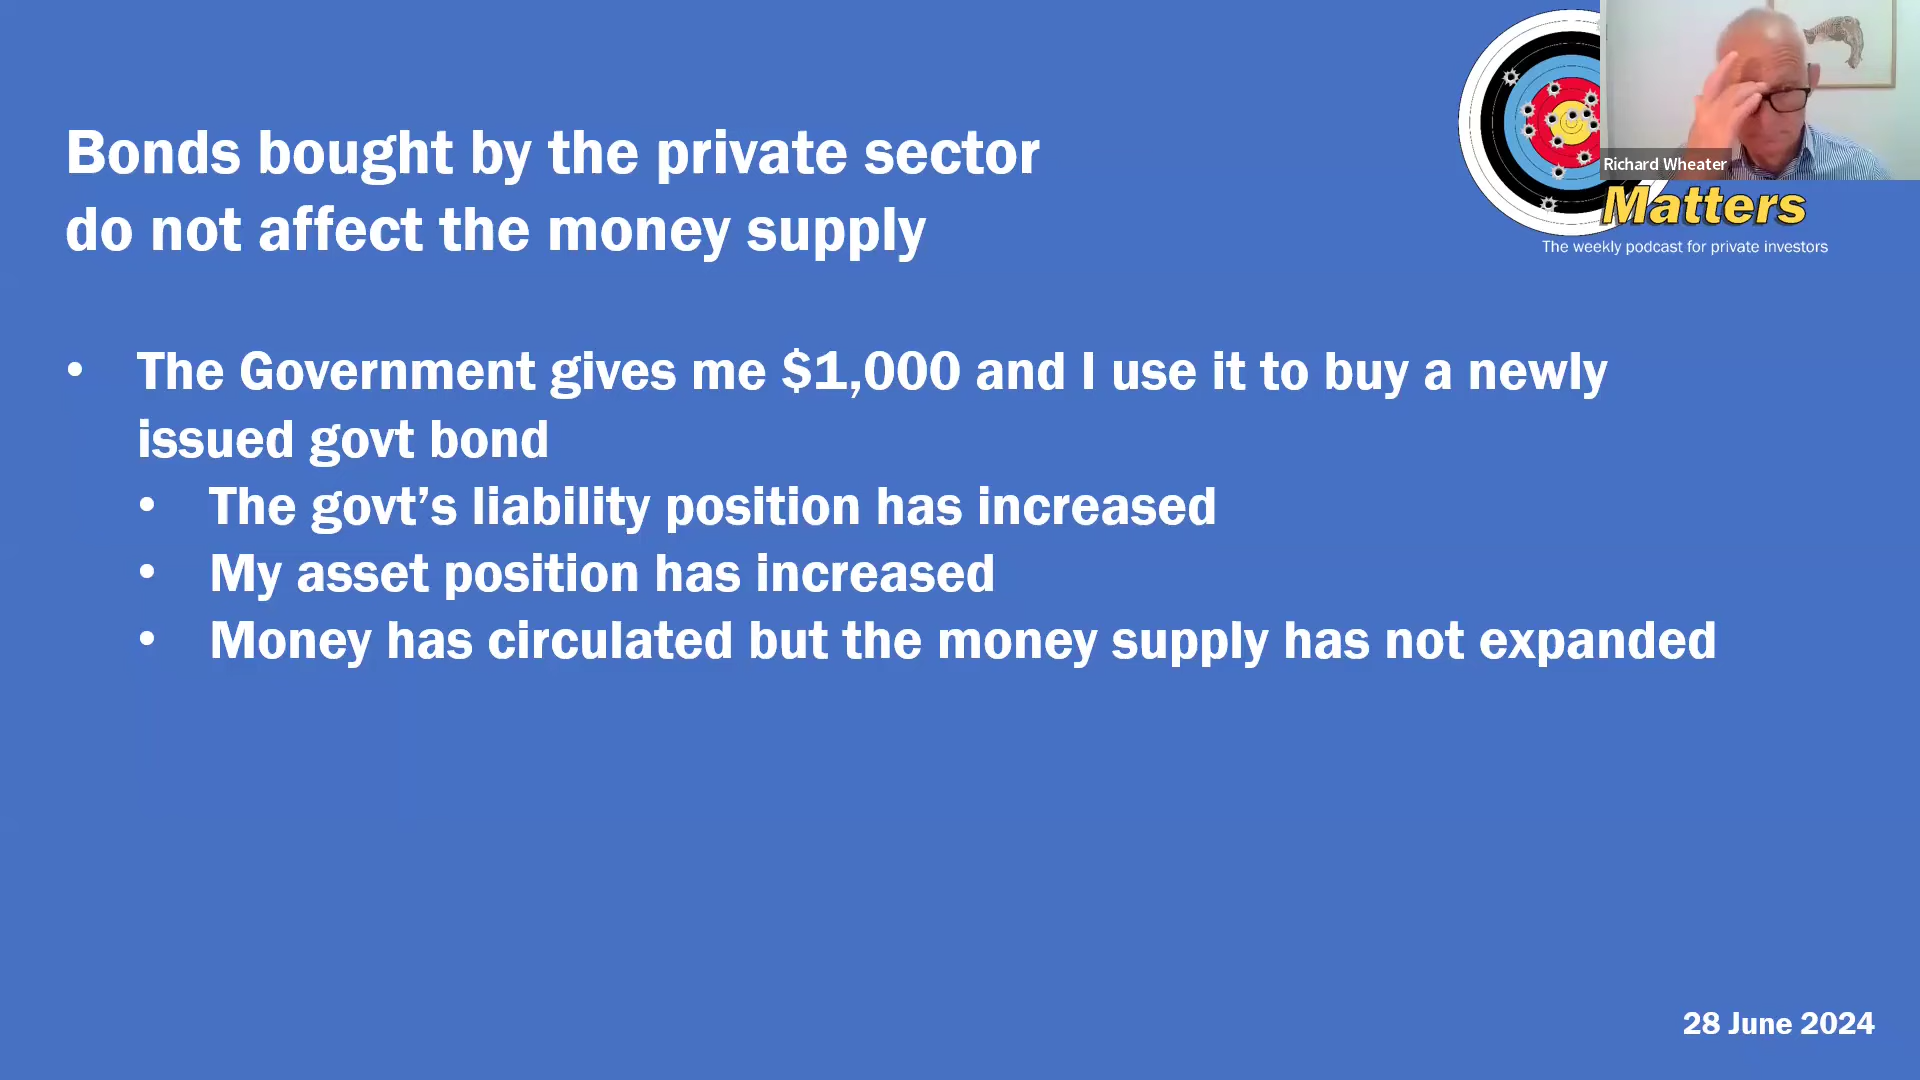 Bonds bought by the private sector
do not affect the money supply
Richard Wheater
Matters
The weekly podcast for private investors
• The Government gives me $1,000 and I use it to buy a newly
issued govt bond
• The govt’s liability position has increased
• My asset position has increased
• Money has circulated but the money supply has not expanded
28 June 2024